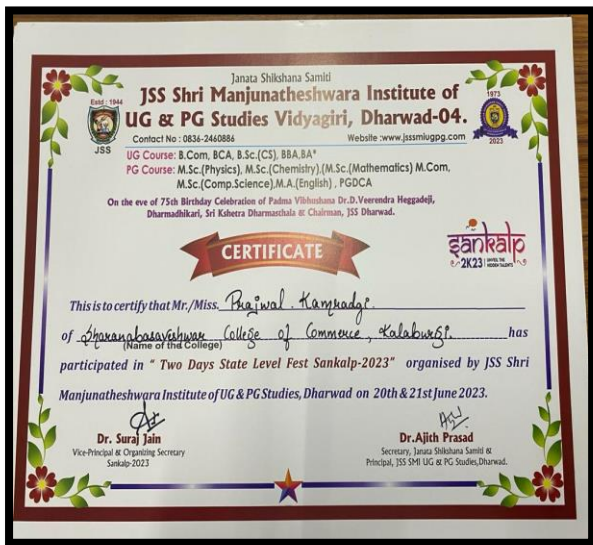 Janata Shikshana Samiti
Estd : 1944
JSS
JSS Shri Manjunatheshwara Institute of
UG & PG Studies Vidyagiri, Dharwad-04.
1973
2023
Contact No : 0836-2460886 Website :www.jsssmiugpg.com
UG Course: B.Com, BCA, B.Sc.(CS), BBA,BA*
PG Course: M.Sc.(Physics), M.Sc.(Chemistry),(M.Sc.(Mathematics) M.Com,
M.Sc.(Comp.Science),M.A.(English) , PGDCA
On the eve of 75th Birthday Celebration of Padma Vibhushana Dr.D.Veerendra Heggadeji,
Dharmadhikari, Sri Kshetra Dharmasthala & Chairman, JSS Dharwad.
CERTIFICATE
sankalp
2K23 UNVEIL THE HIDDEN TALENTS
This is to certify that Mr./Miss. Prajwal . Kamradgi.
of Sharanabasaveshwar College of Commerce, Kalaburgi. has
(Name of the College)
participated in " Two Days State Level Fest Sankalp-2023" organised by JSS Shri
Manjunatheshwara Institute of UG & PG Studies, Dharwad on 20th & 21st June 2023.
Dr. Suraj Jain
Vice-Principal & Organizing Secretary
Sankalp-2023
Dr.Ajith Prasad
Secretary, Janata Shikshana Samiti &
Principal, JSS SMI UG & PG Studies,Dharwad.